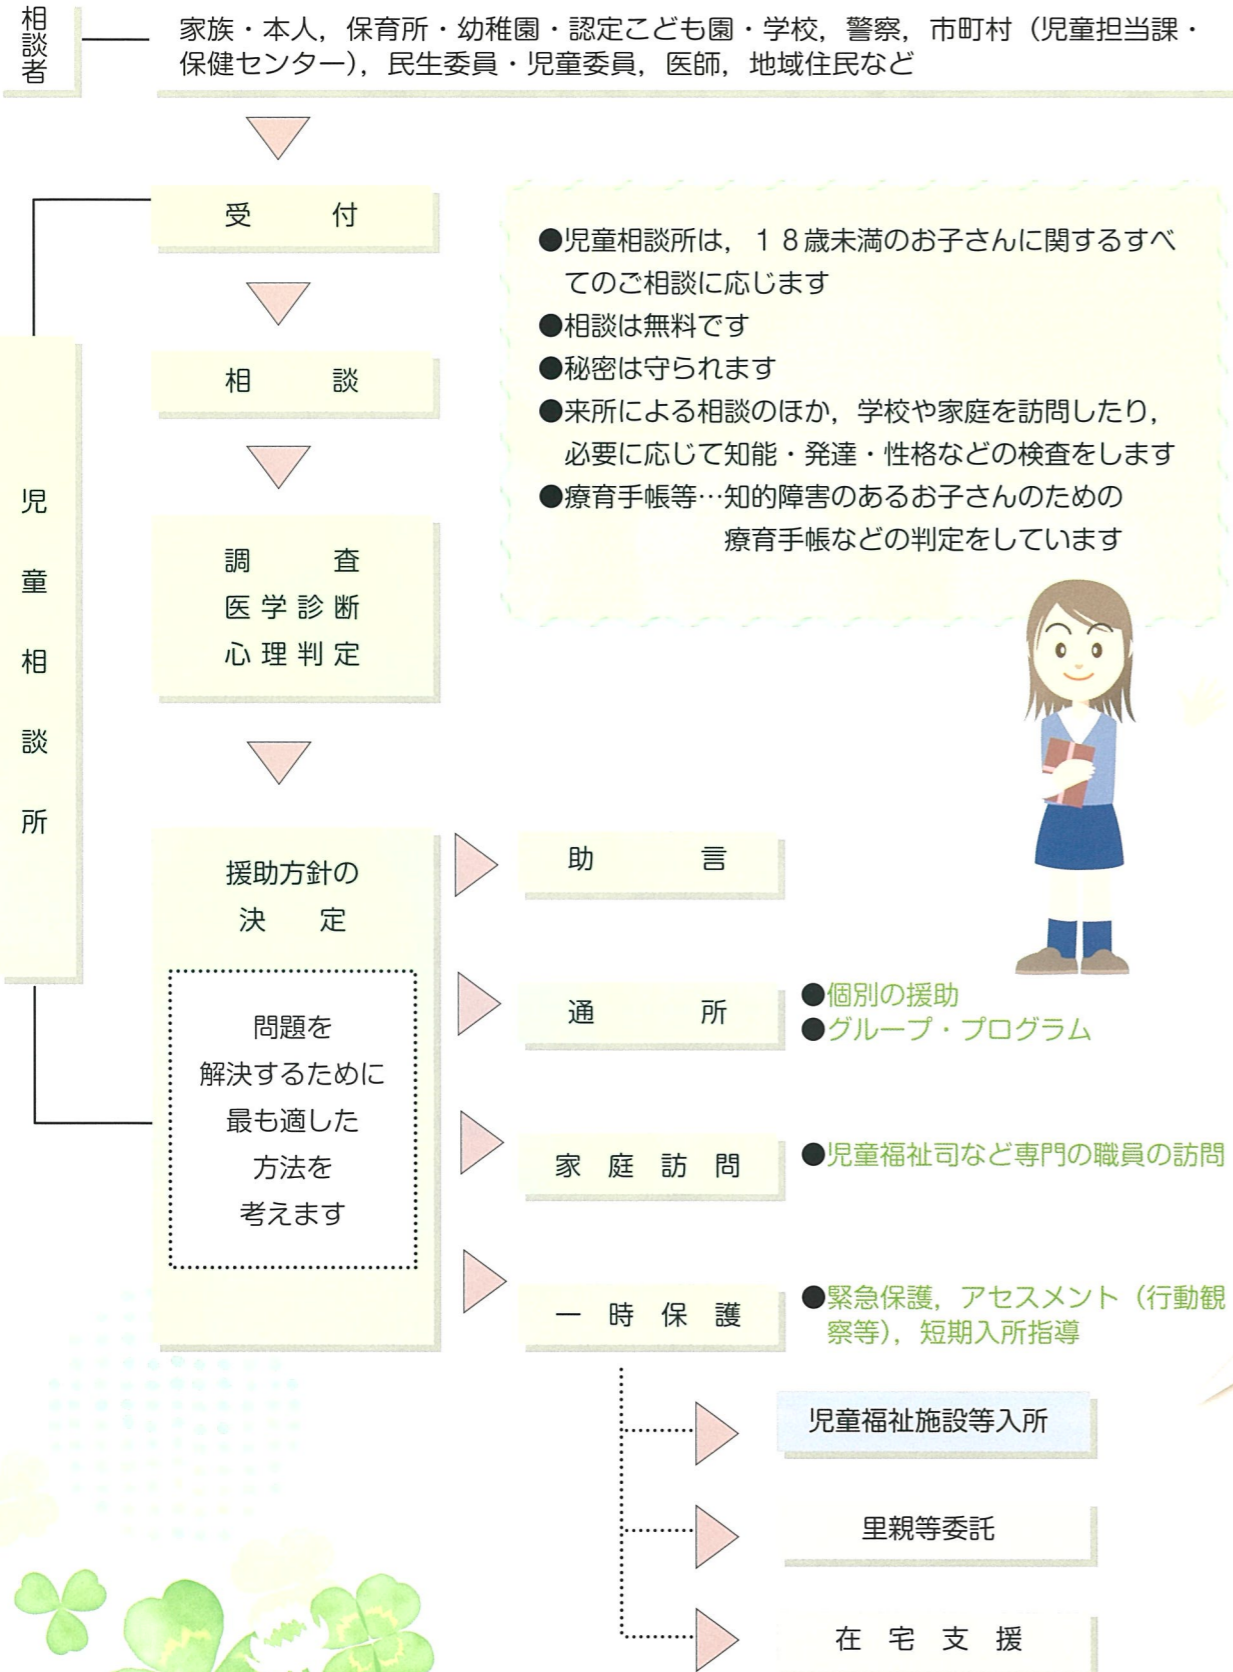 相談者
家族・本人，保育所・幼稚園・認定こども園・学校，警察，市町村（児童担当課・
保健センター），民生委員・児童委員，医師，地域住民など
児童相談所
受付
相談
調査
医学診断
心理判定
援助方針の
決定
問題を
解決するために
最も適した
方法を
考えます
●児童相談所は，１８歳未満のお子さんに関するすべ
てのご相談に応じます
●相談は無料です
●秘密は守られます
●来所による相談のほか，学校や家庭を訪問したり，
必要に応じて知能・発達・性格などの検査をします
●療育手帳等…知的障害のあるお子さんのための
療育手帳などの判定をしています
助言
通所
●個別の援助
●グループ・プログラム
家庭訪問
●児童福祉司など専門の職員の訪問
一時保護
●緊急保護，アセスメント（行動観
察等），短期入所指導
児童福祉施設等入所
里親等委託
在宅支援